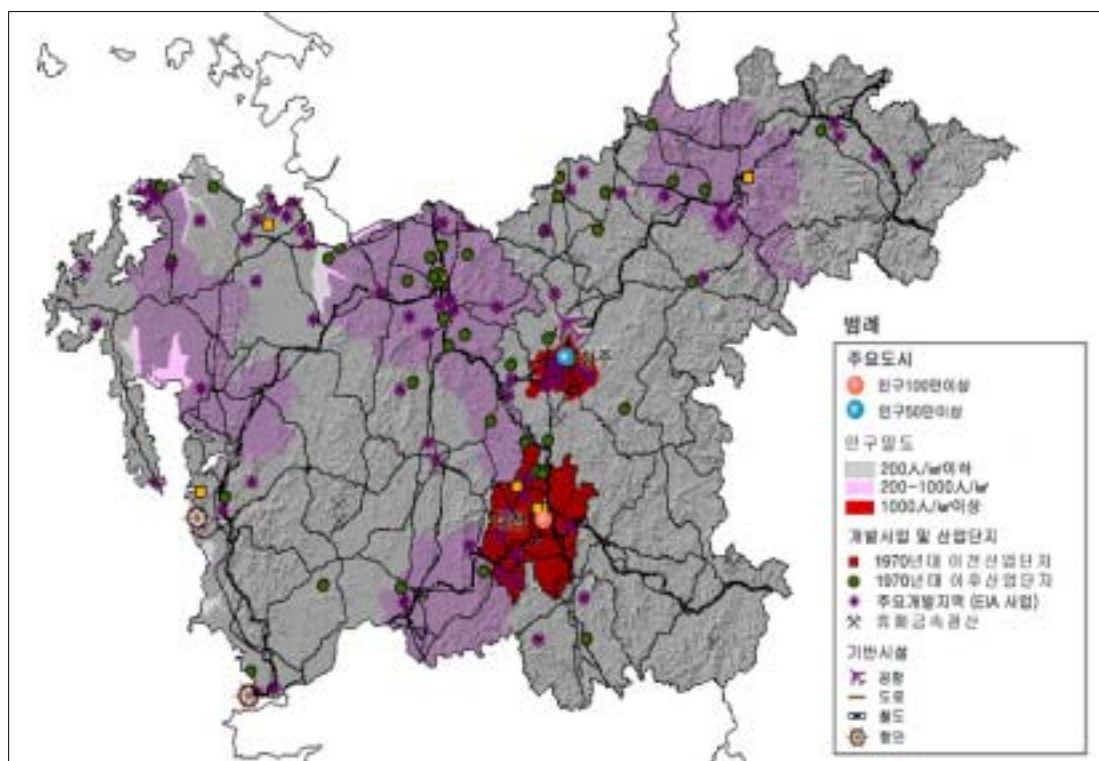 청주
범례
주요도시
인구100만이상
인구50만이상
인구밀도
200人/㎢이하
200-1000人/㎢
1000人/㎢이상
개발사업 및 산업단지
1970년대 이전산업단지
1970년대 이후산업단지
주요개발지역 (EIA 사업)
휴폐금속광산
기반시설
공항
도로
철도
항만